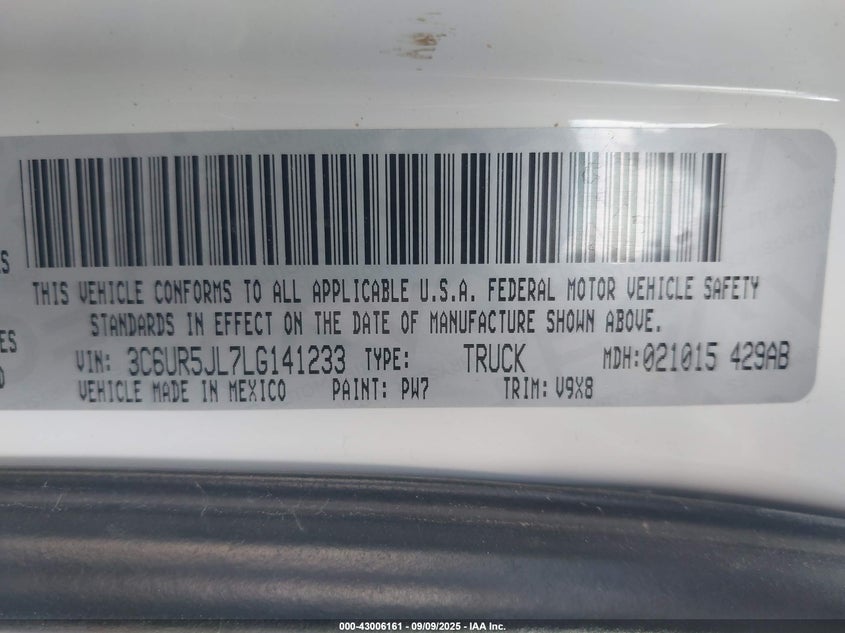 THIS VEHICLE CONFORMS TO ALL APPLICABLE U.S.A. FEDERAL MOTOR VEHICLE SAFETY
STANDARDS IN EFFECT ON THE DATE OF MANUFACTURE SHOWN ABOVE.
VIN: 3C6UR5JL7LG141233 TYPE: TRUCK MDH:021015 429AB
VEHICLE MADE IN MEXICO PAINT: PW7 TRIM: V9X8
000-43006161 - 09/09/2025 - IAA Inc.